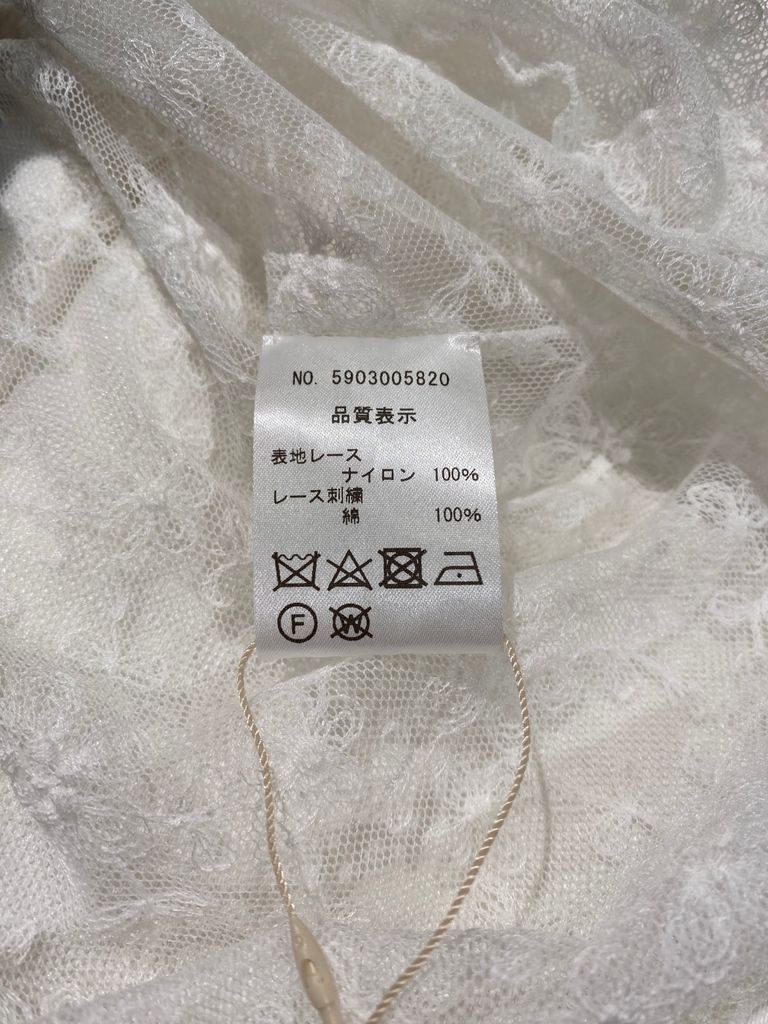 NO. 5903005820
品質表示
表地レース
ナイロン 100%
レース刺繍
綿 100%
F W